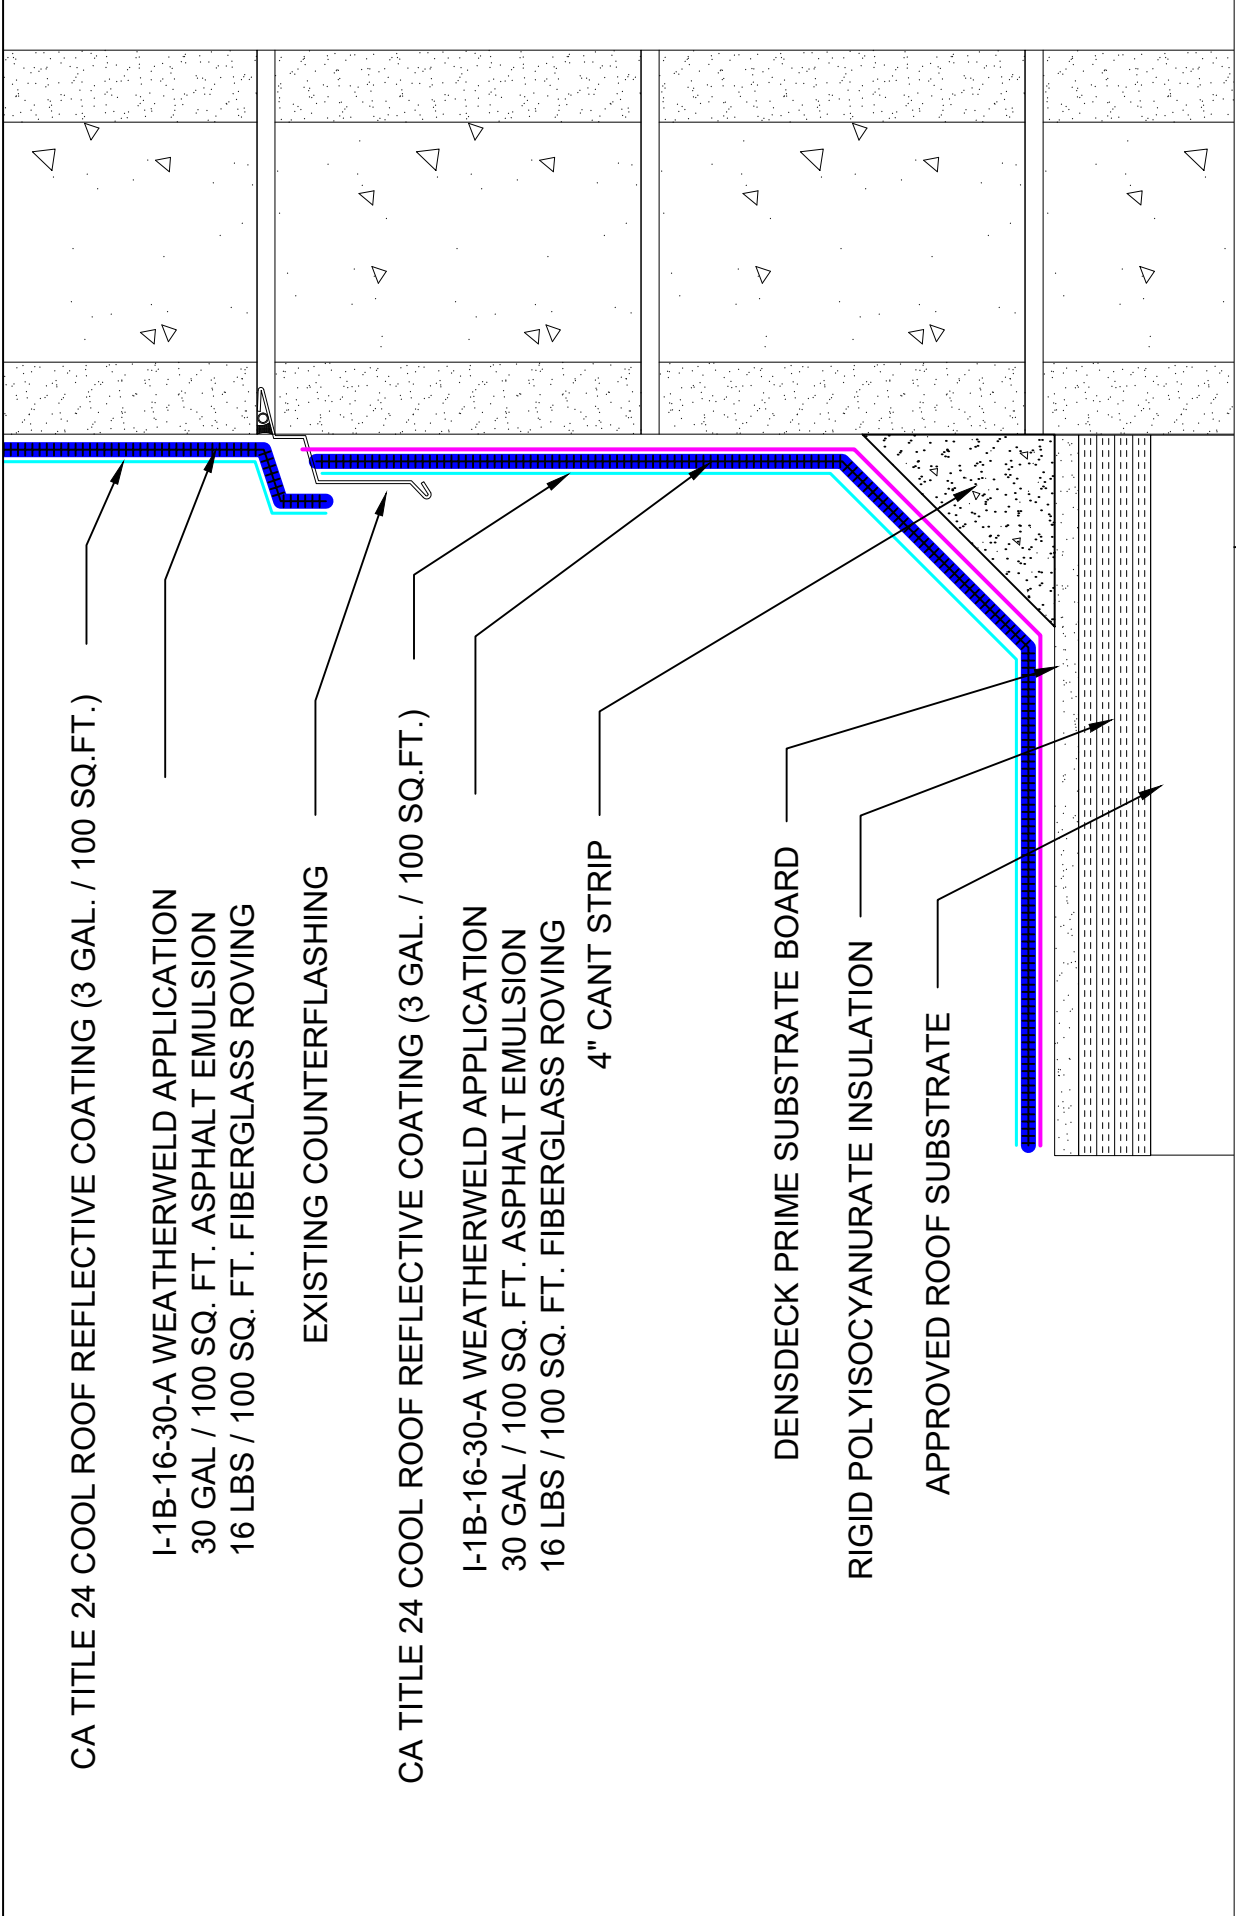 CA TITLE 24 COOL ROOF REFLECTIVE COATING (3 GAL. / 100 SQ.FT.)
I-1B-16-30-A WEATHERWELD APPLICATION
30 GAL / 100 SQ. FT. ASPHALT EMULSION
16 LBS / 100 SQ. FT. FIBERGLASS ROVING
EXISTING COUNTERFLASHING
CA TITLE 24 COOL ROOF REFLECTIVE COATING (3 GAL. / 100 SQ.FT.)
I-1B-16-30-A WEATHERWELD APPLICATION
30 GAL / 100 SQ. FT. ASPHALT EMULSION
16 LBS / 100 SQ. FT. FIBERGLASS ROVING
4" CANT STRIP
DENSDECK PRIME SUBSTRATE BOARD
RIGID POLYISOCYANURATE INSULATION
APPROVED ROOF SUBSTRATE